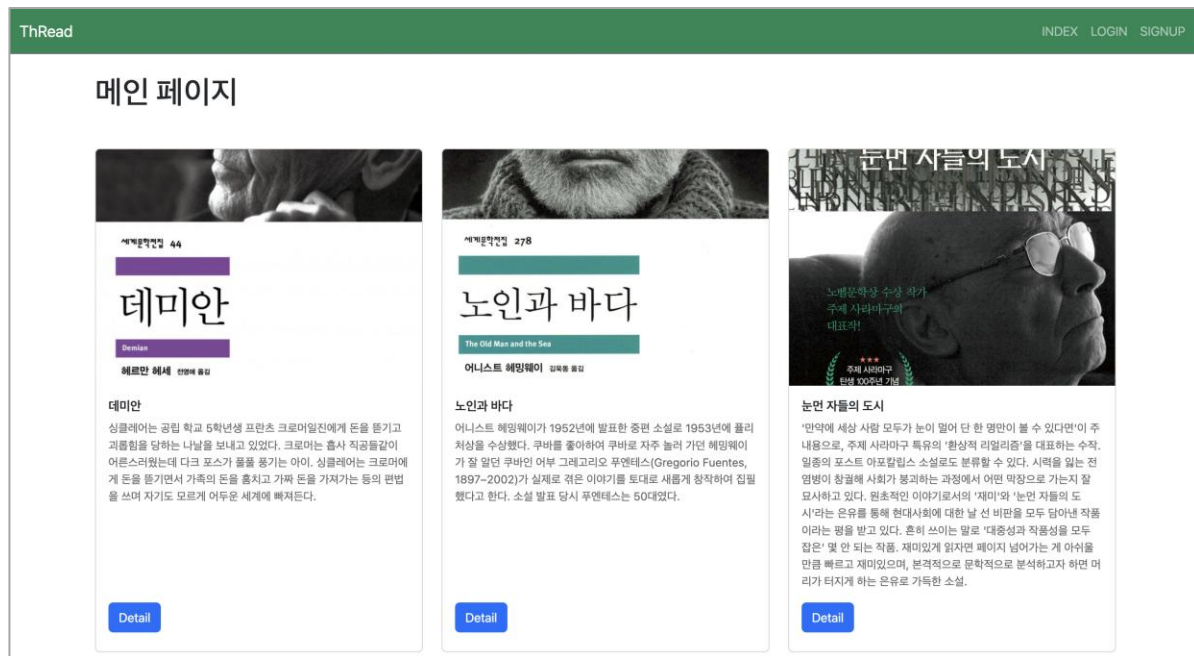 ThRead
INDEX LOGIN SIGNUP
메인 페이지
세계문학전집 44
데미안
Demian
헤르만 헤세 전영애 옮김
데미안
싱클레어는 공립 학교 5학년생 프란츠 크로머일진에게 돈을 뜯기고
괴롭힘을 당하는 나날을 보내고 있었다. 크로머는 흡사 직공들같이
어른스러웠는데 다크 포스가 풀풀 풍기는 아이. 싱클레어는 크로머에
게 돈을 뜯기면서 가족의 돈을 훔치고 가짜 돈을 가져가는 등의 편법
을 쓰며 자기도 모르게 어두운 세계에 빠져든다.
Detail
세계문학전집 278
노인과 바다
The Old Man and the Sea
어니스트 헤밍웨이 김욱동 옮김
노인과 바다
어니스트 헤밍웨이가 1952년에 발표한 중편 소설로 1953년에 퓰리
처상을 수상했다. 쿠바를 좋아하여 쿠바로 자주 놀러 가던 헤밍웨이
가 잘 알던 쿠바인 어부 그레고리오 푸엔테스(Gregorio Fuentes,
1897–2002)가 실제로 겪은 이야기를 토대로 새롭게 창작하여 집필
했다고 한다. 소설 발표 당시 푸엔테스는 50대였다.
Detail
눈먼 자들의 도시
노벨문학상 수상 작가
주제 사라마구의
대표작!
주제 사라마구
탄생 100주년 기념
눈먼 자들의 도시
'만약에 세상 사람 모두가 눈이 멀어 단 한 명만이 볼 수 있다면'이 주
내용으로, 주제 사라마구 특유의 '환상적 리얼리즘'을 대표하는 수작.
일종의 포스트 아포칼립스 소설로도 분류할 수 있다. 시력을 잃는 전
염병이 창궐해 사회가 붕괴하는 과정에서 어떤 막장으로 가는지 잘
묘사하고 있다. 원초적인 이야기로서의 '재미'와 '눈먼 자들의 도
시'라는 은유를 통해 현대사회에 대한 날 선 비판을 모두 담아낸 작품
이라는 평을 받고 있다. 흔히 쓰이는 말로 '대중성과 작품성을 모두
잡은' 몇 안 되는 작품. 재미있게 읽자면 페이지 넘어가는 게 아쉬울
만큼 빠르고 재미있으며, 본격적으로 문학적으로 분석하고자 하면 머
리가 터지게 하는 은유로 가득한 소설.
Detail